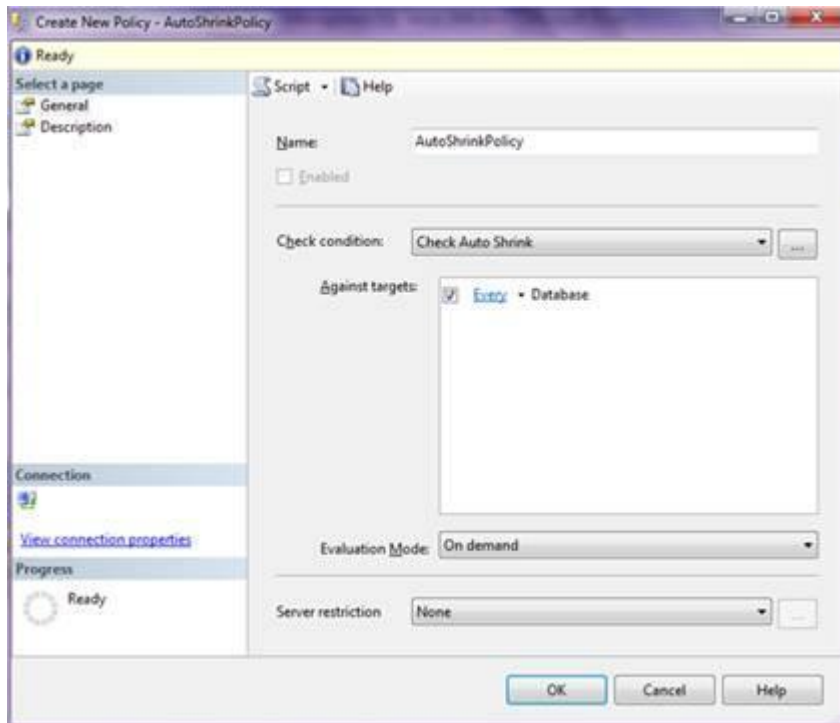 Create New Policy - AutoShrinkPolicy
Ready
Select a page
General
Description
Script Help
Name: AutoShrinkPolicy
Enabled
Check condition: Check Auto Shrink ...
Against targets: Every Database
Connection
View connection properties
Evaluation Mode: On demand
Progress
Ready
Server restriction None ...
OK Cancel Help